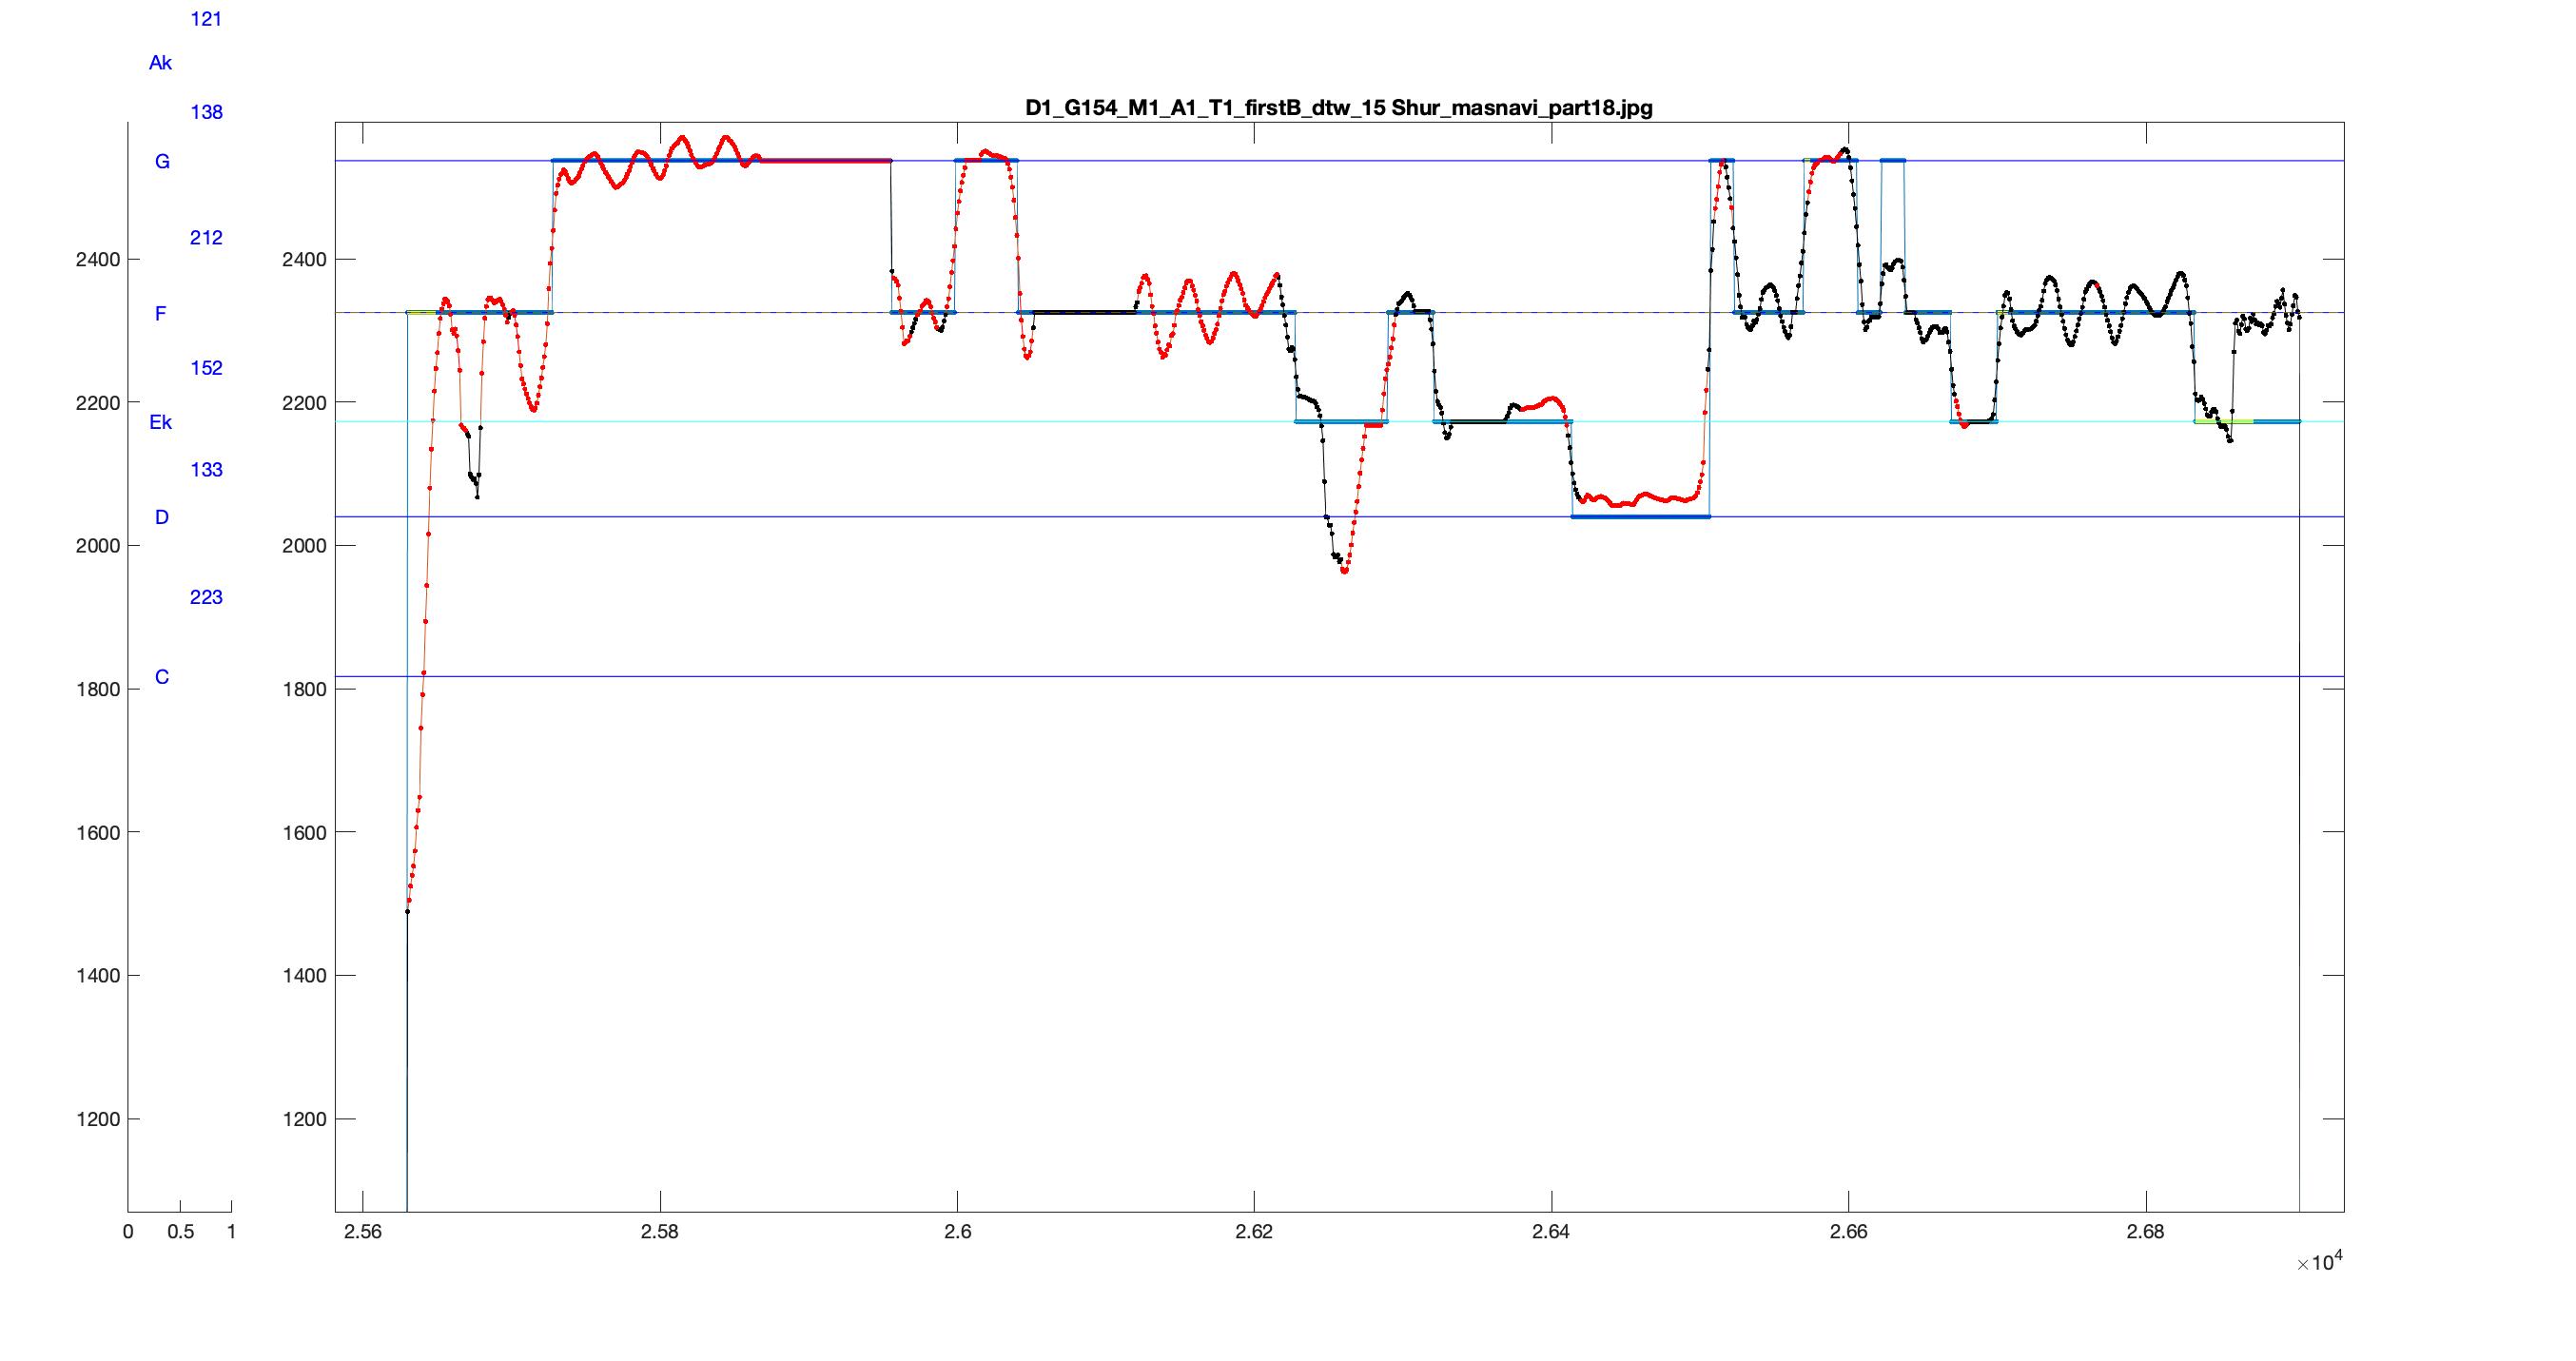 121
Ak
138
D1_G154_M1_A1_T1_firstB_dtw_15 Shur_masnavi_part18.jpg
G
212
2400 2400
F
152
2200 2200
Ek
133
D
2000 2000
223
C
1800 1800
1600 1600
1400 1400
1200 1200
0 0.5 1 2.56 2.58 2.6 2.62 2.64 2.66 2.68
×10^4